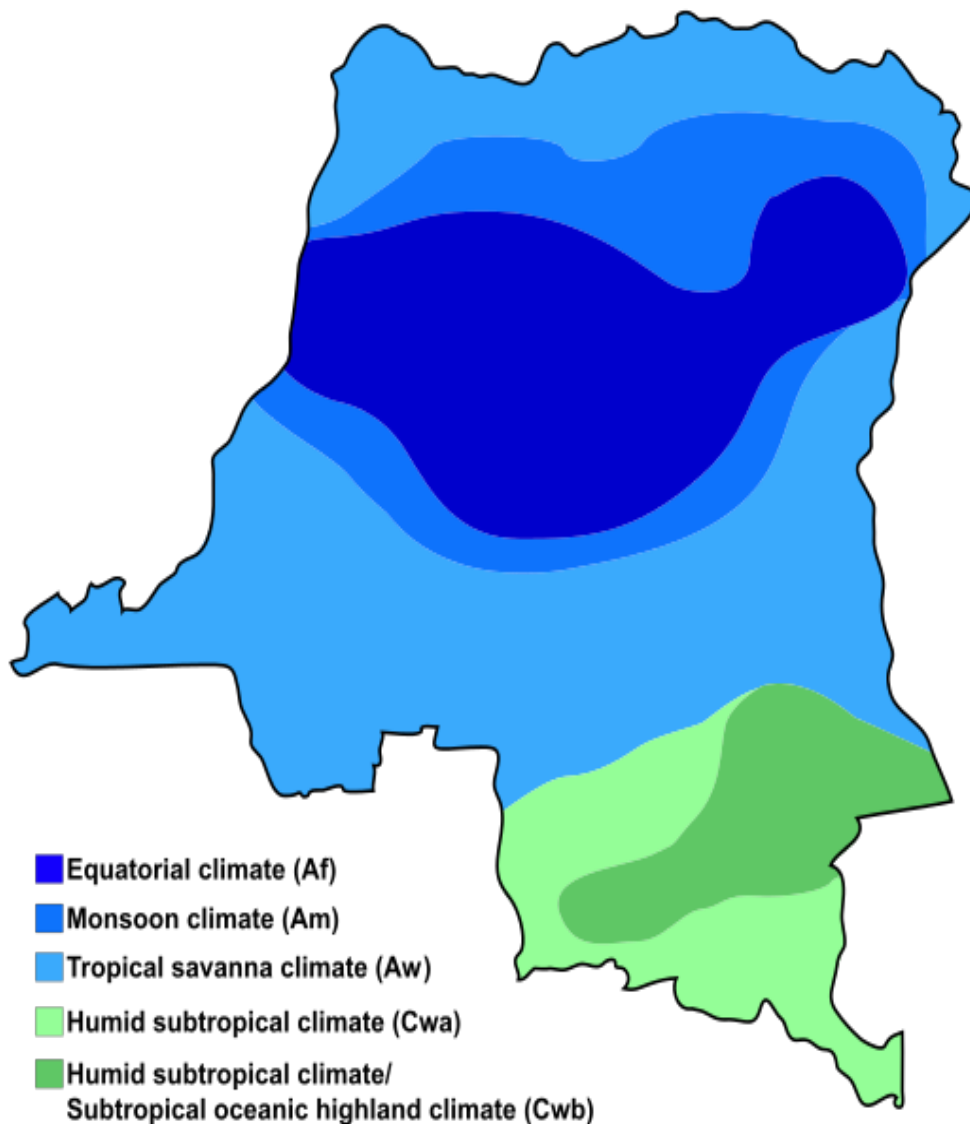 Equatorial climate (Af)
Monsoon climate (Am)
Tropical savanna climate (Aw)
Humid subtropical climate (Cwa)
Humid subtropical climate/
Subtropical oceanic highland climate (Cwb)